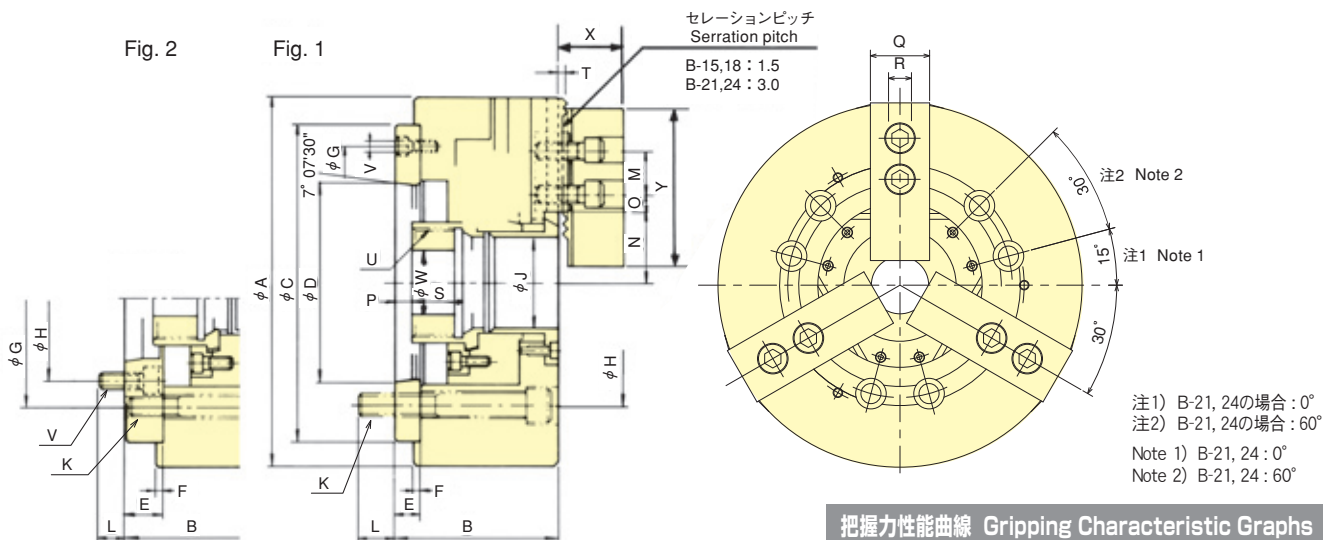 Fig. 2
Fig. 1
セレーションピッチ
Serration pitch
B-15,18：1.5
B-21,24：3.0
X
T
Q
R
V
φG
7° 07'30"
φA
φC
φD
U
P
φW
S
φJ
M
O
N
Y
φH
K
E
F
L
B
φG
φH
V
K
F
E
L
B
30°
注2 Note 2
15°
注1 Note 1
30°
注1）B-21, 24の場合 : 0°
注2）B-21, 24の場合 : 60°
Note 1) B-21, 24 : 0°
Note 2) B-21, 24 : 60°
把握力性能曲線 Gripping Characteristic Graphs